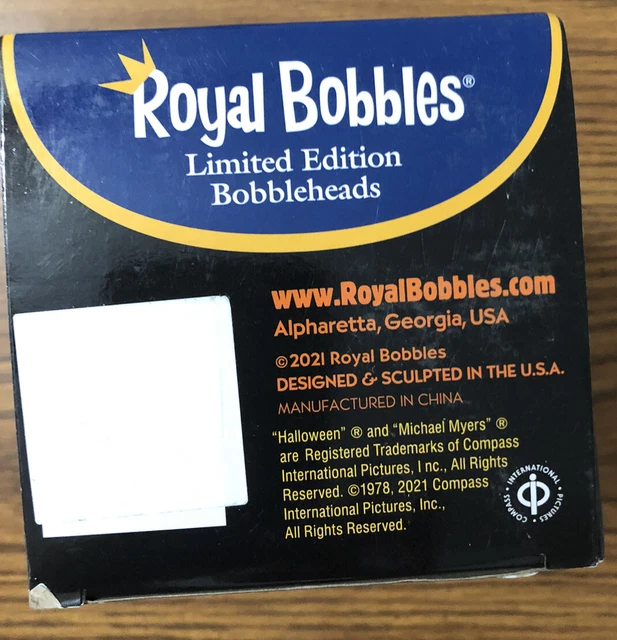 Royal Bobbles®
Limited Edition
Bobbleheads
www.RoyalBobbles.com
Alpharetta, Georgia, USA
©2021 Royal Bobbles
DESIGNED & SCULPTED IN THE U.S.A.
MANUFACTURED IN CHINA
“Halloween” ® and “Michael Myers” ®
are Registered Trademarks of Compass
International Pictures, I nc., All Rights
Reserved. ©1978, 2021 Compass
International Pictures, Inc.,
All Rights Reserved.
COMPASS • INTERNATIONAL • PICTURES •